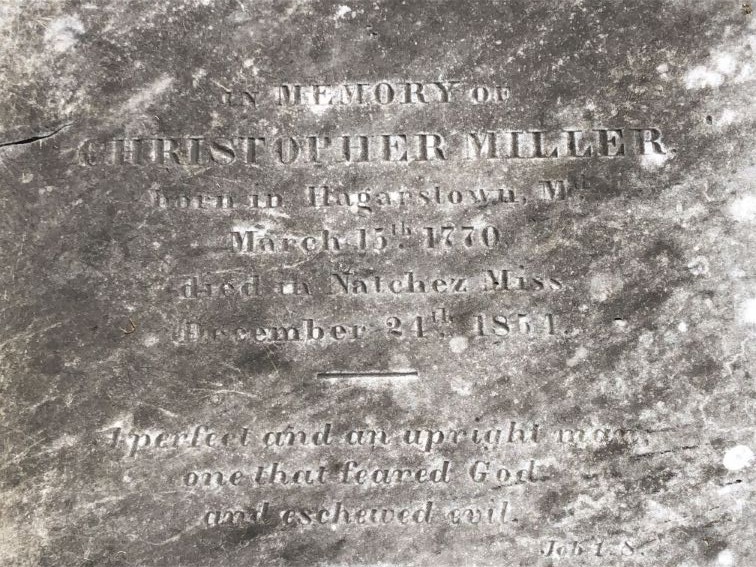 IN MEMORY OF
CHRISTOPHER MILLER.
born in Hagarstown, Md.
March 15th. 1770,
died in Natchez Miss.
December 24th. 1851.
A perfect and an upright man,
one that feared God
and eschewed evil.
Job 1. 8.